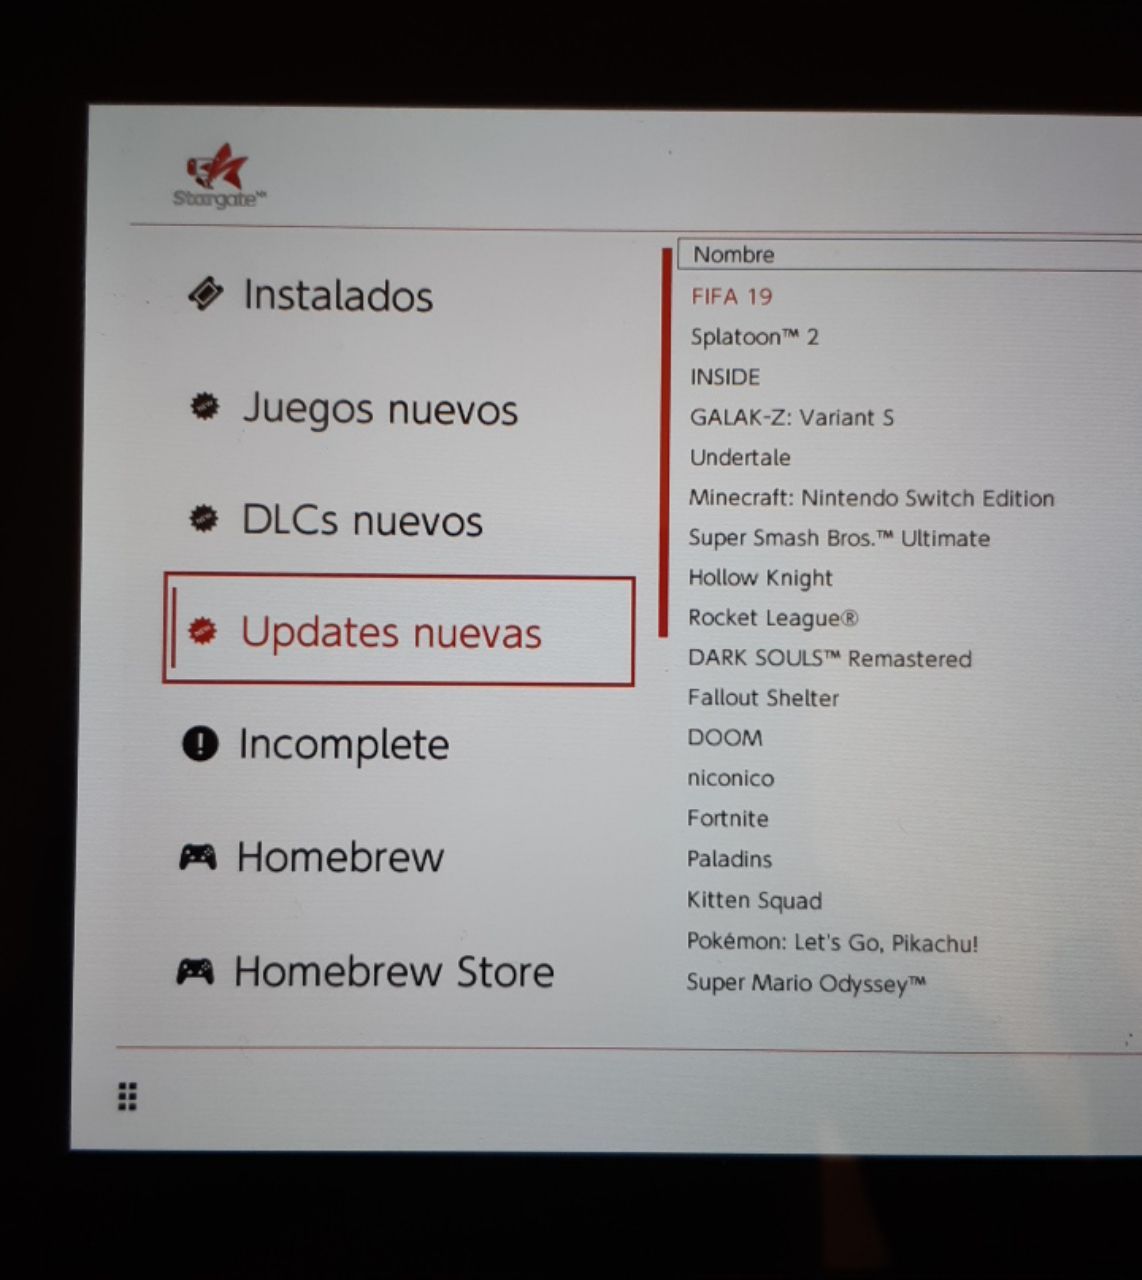 Stargate
Instalados
Juegos nuevos
DLCs nuevos
Updates nuevas
Incomplete
Homebrew
Homebrew Store
Nombre
FIFA 19
Splatoon™ 2
INSIDE
GALAK-Z: Variant S
Undertale
Minecraft: Nintendo Switch Edition
Super Smash Bros.™ Ultimate
Hollow Knight
Rocket League®
DARK SOULS™ Remastered
Fallout Shelter
DOOM
niconico
Fortnite
Paladins
Kitten Squad
Pokémon: Let's Go, Pikachu!
Super Mario Odyssey™